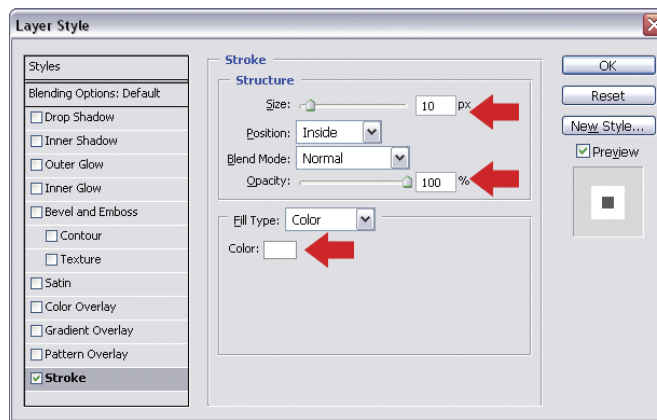 Layer Style
Styles
Blending Options: Default
Drop Shadow
Inner Shadow
Outer Glow
Inner Glow
Bevel and Emboss
Contour
Texture
Satin
Color Overlay
Gradient Overlay
Pattern Overlay
Stroke
Stroke
Structure
Size: 10 px
Position: Inside
Blend Mode: Normal
Opacity: 100 %
Fill Type: Color
Color:
OK
Reset
New Style...
Preview